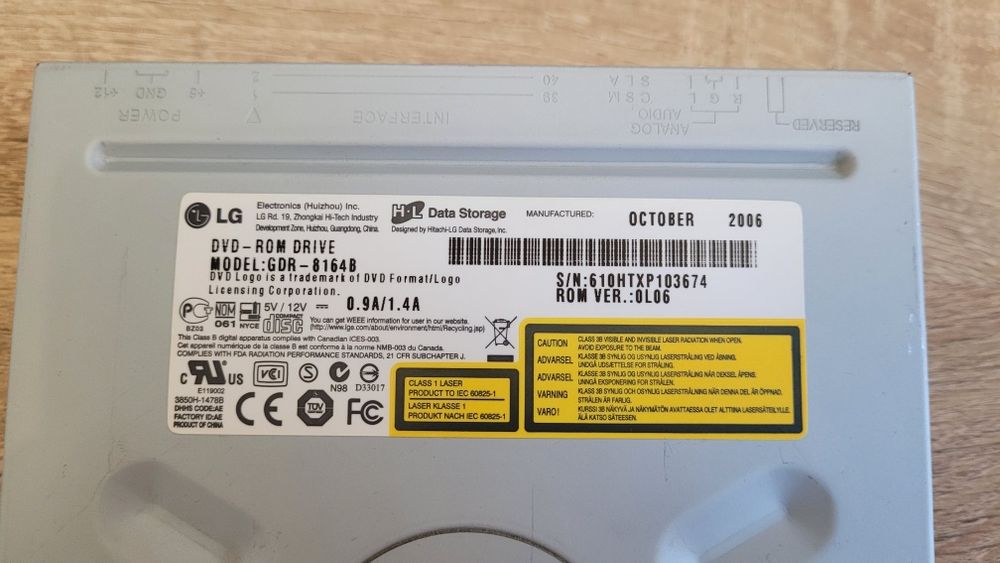 +12 GND +5
POWER
2 40
1 39
INTERFACE
S L A
C S M
L G R
ANALOG
AUDIO
RESERVED
LG
Electronics (Huizhou) Inc.
LG Rd. 19, Zhongkai Hi-Tech Industry
Development Zone, Huizhou, Guangdong, China.
H·L Data Storage
Designed by Hitachi-LG Data Storage, Inc.
MANUFACTURED: OCTOBER 2006
DVD-ROM DRIVE
MODEL:GDR-8164B
DVD Logo is a trademark of DVD Format/Logo
Licensing Corporation.
S/N:610HTXP103674
ROM VER.:0L06
5V / 12V 0.9A/1.4A
BZ02
NOM
061 NYCE
COMPACT
disc
You can get WEEE information for user in our website.
(http://www.lge.com/about/environment/html/Recycling.jsp)
This Class B digital apparatus complies with Canadian ICES-003.
Cet appareil numérique de la classe B est conforme à la norme NMB-003 du Canada.
COMPLIES WITH FDA RADIATION PERFORMANCE STANDARDS, 21 CFR SUBCHAPTER J.
C US
E119002
VCI
S
N98
D33017
3850H-1478B
DHHS CODE:AE
FACTORY ID:AE
PRODUCT OF CHINA
CE
TÜV
FC
CLASS 1 LASER
PRODUCT TO IEC 60825-1
LASER KLASSE 1
PRODUKT NACH IEC 60825-1
CAUTION CLASS 3B VISIBLE AND INVISIBLE LASER RADIATION WHEN OPEN.
AVOID EXPOSURE TO THE BEAM.
ADVARSEL KLASSE 3B SYNLIG OG USYNLIG LASERSTRÅLING VED ÅBNING.
UNDGÅ UDSÆTTELSE FOR STRÅLING.
ADVARSEL KLASSE 3B SYNLIG OG USYNLIG LASERSTRÅLING NÅR DEKSEL ÅPNES.
UNNGÅ EKSPONERING FOR STRÅLEN.
VARNING KLASS 3B SYNLIG OCH OSYNLIG LASERSTRÅLNING NÄR DENNA DEL ÄR ÖPPNAD.
STRÅLEN ÄR FARLIG.
VARO! KURSSI 3B NÄKYVÄ JA NÄKYMÄTÖN AVATTAESSA OLET ALTTIINA LASERSÄTEILYLLE.
ÄLÄ KATSO SÄTEESEEN.